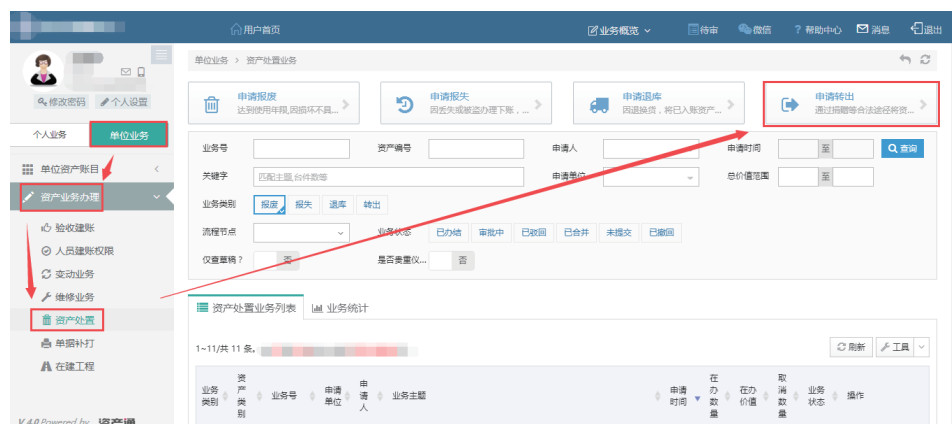 用户首页 业务概览 待审 微信 ? 帮助中心 消息 退出
单位业务 > 资产处置业务
修改密码 个人设置
个人业务 单位业务
单位资产账目
资产业务办理
验收建账
人员建账权限
变动业务
维修业务
资产处置
单据补打
在建工程
V 4.0 Powered by 资产通
申请报废
达到使用年限,因损坏不具...
申请报失
因丢失或被盗办理下账，...
申请退库
因退换货，将已入账资产...
申请转出
通过捐赠等合法途径将资...
业务号 资产编号 申请人 申请时间 至 查询
关键字 匹配主题,台件数等 申请单位 总价值范围 至
业务类别 报废 报失 退库 转出
流程节点 业务状态 已办结 审批中 已驳回 已合并 未提交 已撤回
仅查草稿？ 否 是否贵重仪... 否
资产处置业务列表 业务统计
1~11/共 11 条。 刷新 工具
业务类别 资产类别 业务号 申请单位 申请人 业务主题 申请时间 在办数量 在办价值 取消数量 业务状态 操作